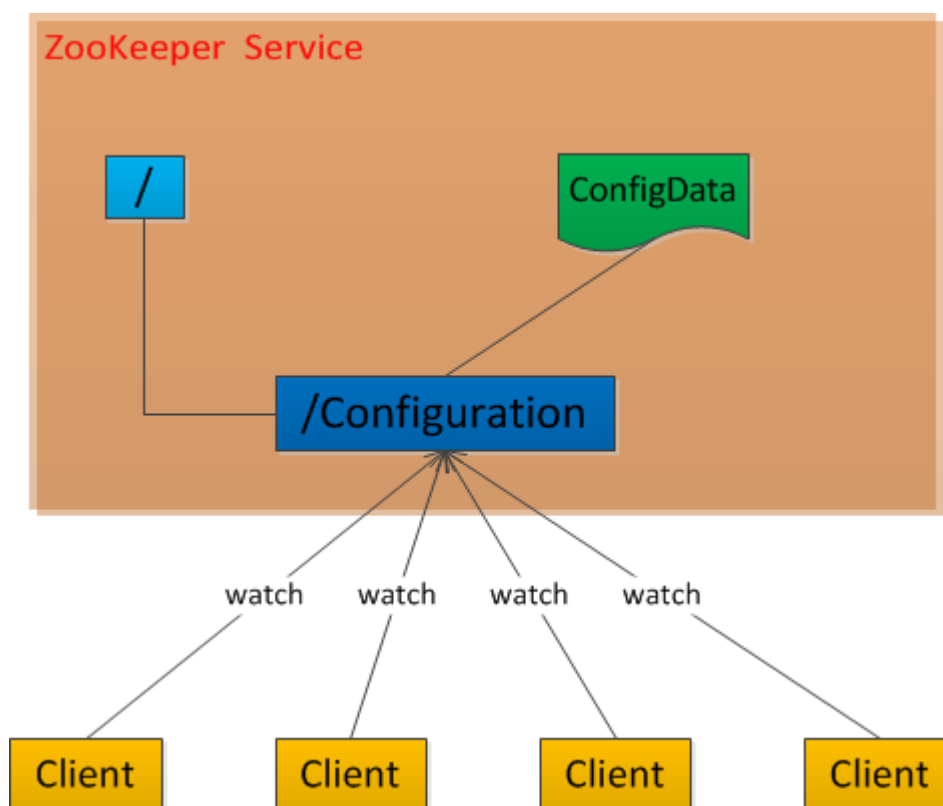 ZooKeeper Service
/
ConfigData
/Configuration
watch watch watch watch
Client Client Client Client